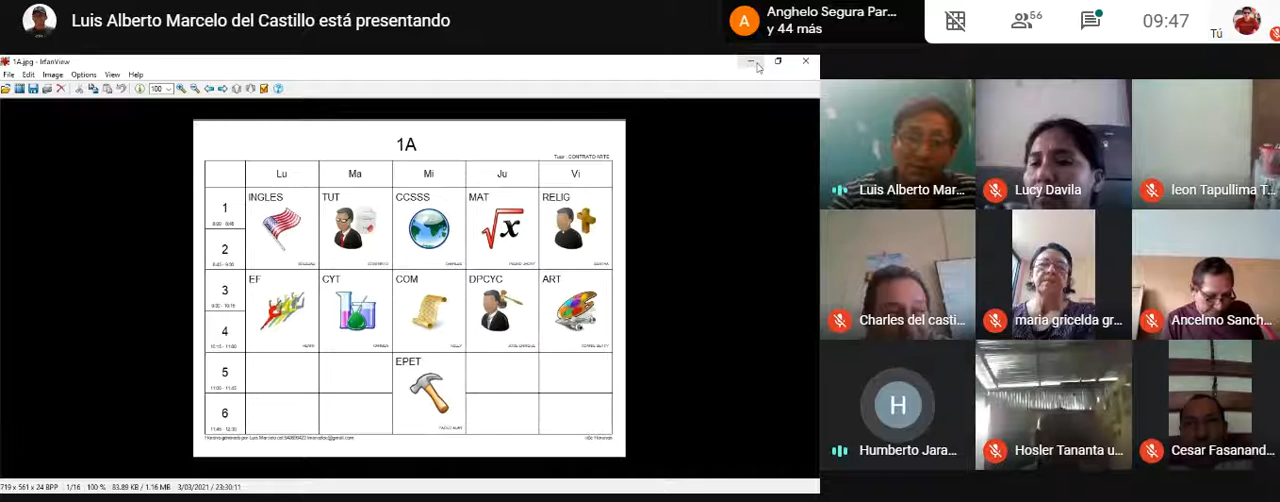 Luis Alberto Marcelo del Castillo está presentando
A
Anghelo Segura Par...
y 44 más
56
09:47
Tú
1A.jpg - IrfanView
File Edit Image Options View Help
100
1A
Tutor : CONTRATO ARTE
Lu Ma Mi Ju Vi
1
INGLES TUT CCSSS MAT RELIG
2
3
EF CYT COM DPCYC ART
4
5
EPET
6
719 x 561 x 24 BPP 1/16 100 % 83.89 KB / 1.16 MB 3/03/2021 / 23:30:11
Luis Alberto Mar...
Lucy Davila
leon Tapullima T...
Charles del casti...
maria gricelda gr...
Ancelmo Sanch...
H
Humberto Jara...
Hosler Tananta u...
Cesar Fasanand...